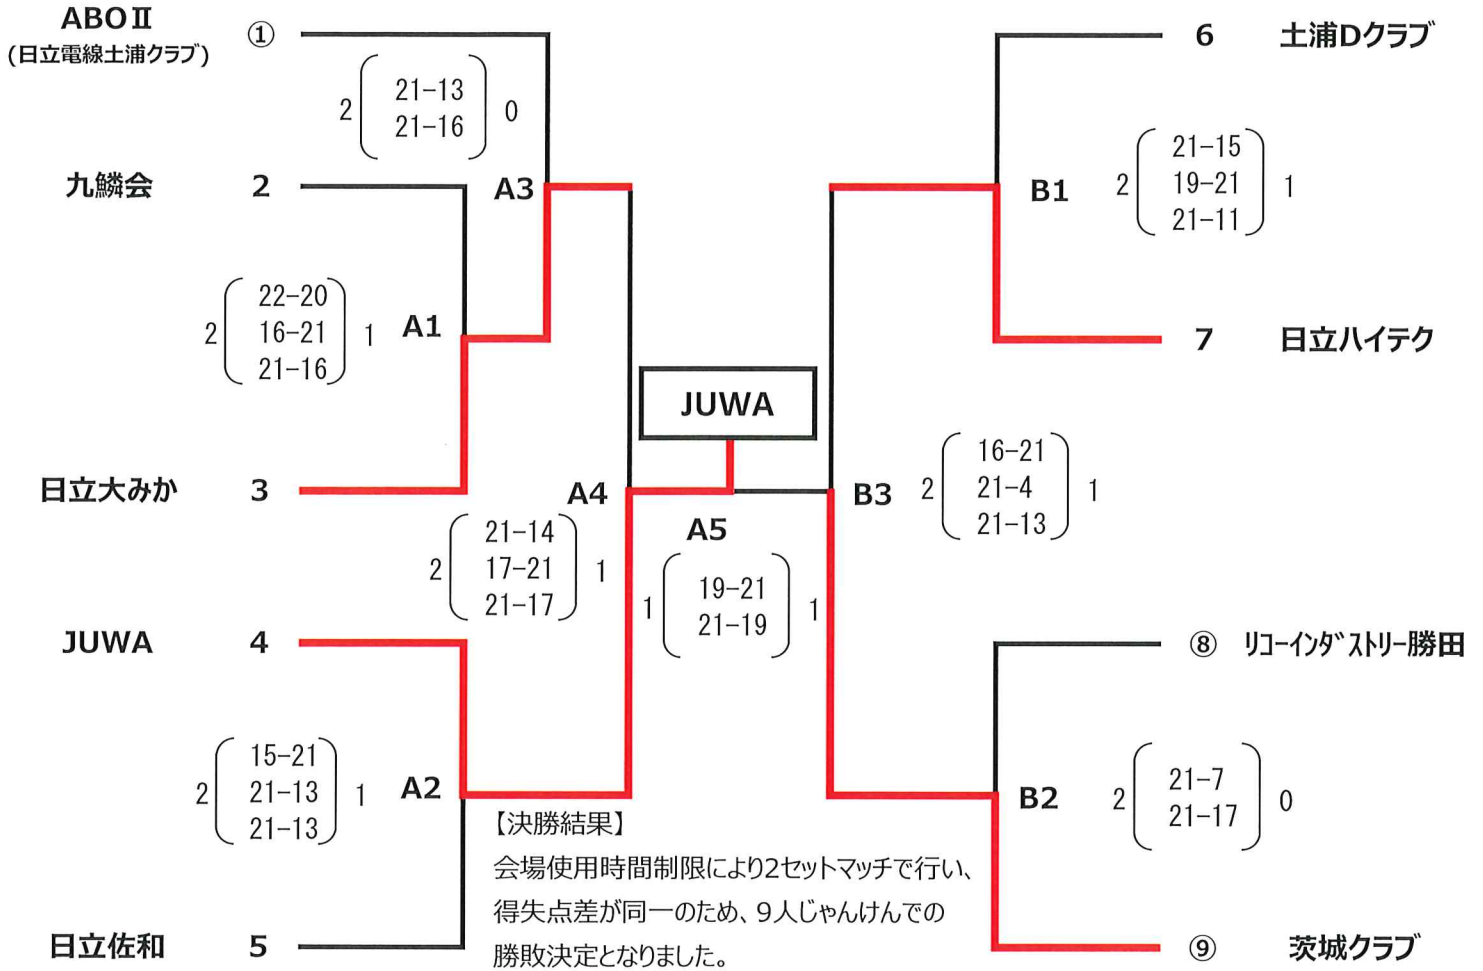 ABOⅡ
(日立電線土浦クラブ)
①
2 21-13 0
21-16
九鱗会 2
A3
22-20
2 16-21 1
21-16
A1
日立大みか 3
A4
21-14
2 17-21 1
21-17
JUWA 4
15-21
2 21-13 1
21-13
A2
日立佐和 5
JUWA
A5
1 19-21 1
21-19
6 土浦Dクラブ
B1
21-15
2 19-21 1
21-11
7 日立ハイテク
B3
16-21
2 21-4 1
21-13
⑧ リコーインダストリー勝田
B2
2 21-7 0
21-17
⑨ 茨城クラブ
【決勝結果】
会場使用時間制限により2セットマッチで行い、
得失点差が同一のため、9人じゃんけんでの
勝敗決定となりました。